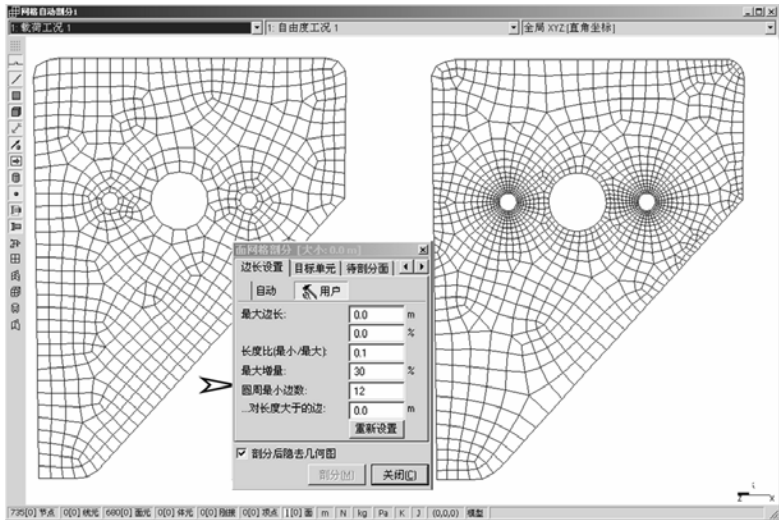 网格自动剖分1
1: 载荷工况 1
1: 自由度工况 1
全局 XYZ [直角坐标]
面网格剖分 [大小: 0.0 m]
边长设置 目标单元 待剖分面
自动 用户
最大边长: 0.0 m
0.0 %
长度比(最小/最大): 0.1
最大增量: 30 %
圆周最小边数: 12
...对长度大于的边: 0.0 m
重新设置
剖分后隐去几何图
剖分(M) 关闭(C)
Z X
735[0] 节点 0[0] 线元 680[0] 面元 0[0] 体元 0[0] 刚接 0[0] 顶点 1[0] 面 m N kg Pa K J (0,0,0) 模型